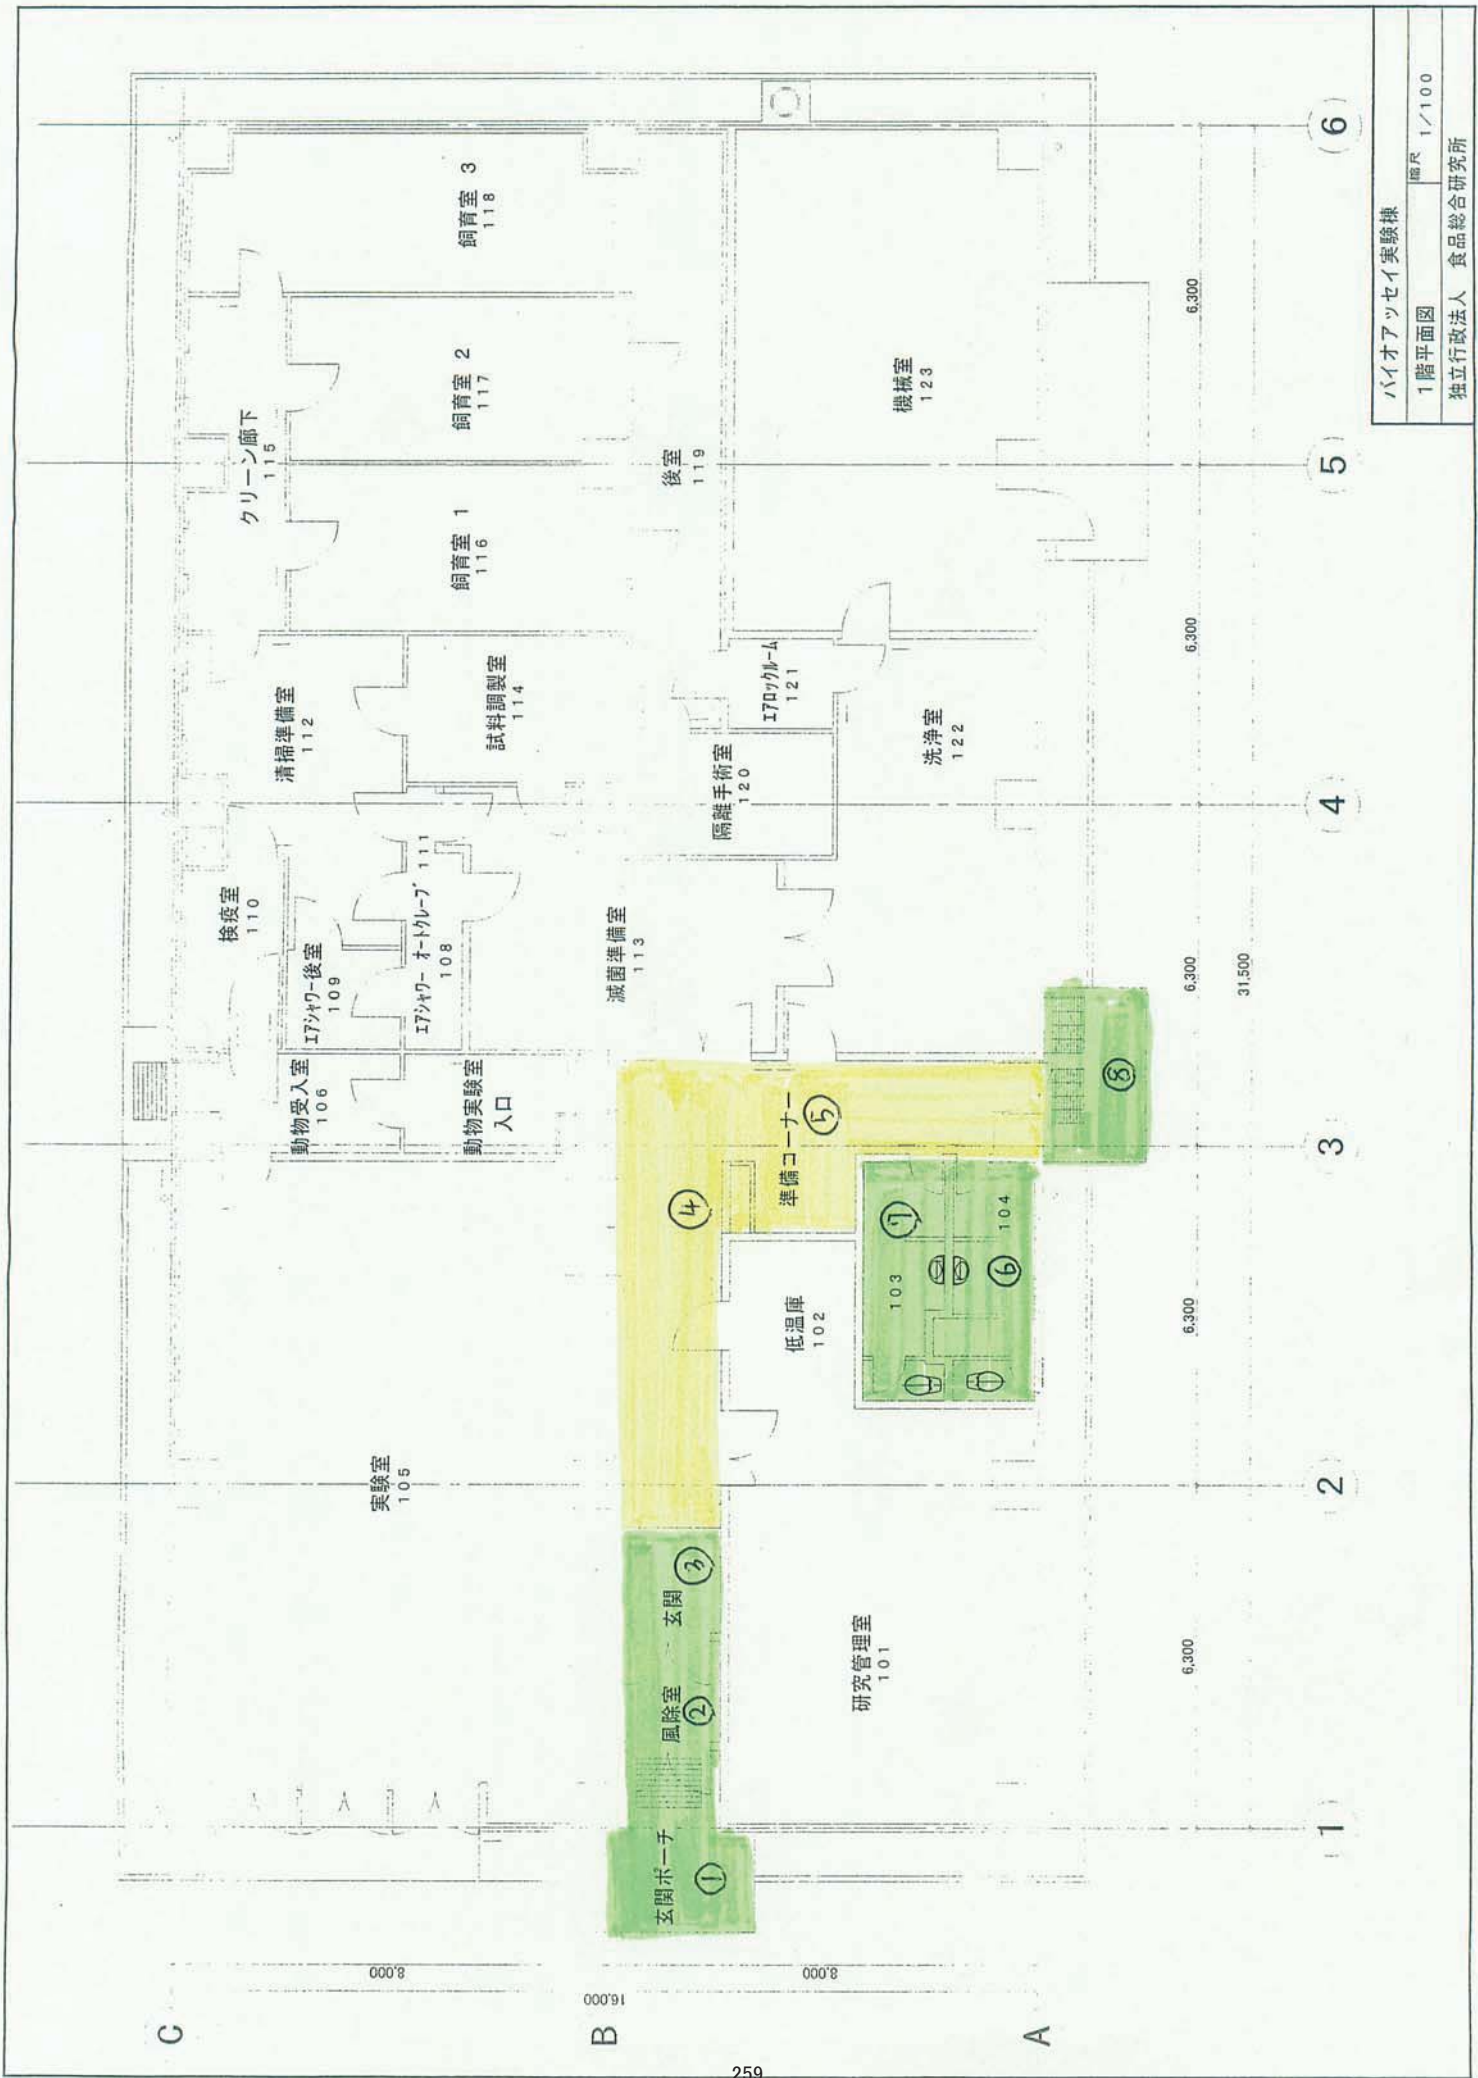 クリーン廊下
115
飼育室 3
118
飼育室 2
117
飼育室 1
116
清掃準備室
112
試料調製室
114
検疫室
110
エアシャワー後室
109
エアシャワー オートクレーブ 111
108
動物受入室
106
動物実験室
入口
滅菌準備室
113
後室
119
エアロックルーム
121
隔離手術室
120
機械室
123
洗浄室
122
実験室
105
④
準備コーナー
⑤
低温庫
102
103
⑦
104
⑥
⑧
玄関ポーチ
①
風除室
②
玄関
③
研究管理室
101
8,000
8,000
16,000
6,300
6,300
6,300
6,300
6,300
31,500
C
B
A
1
2
3
4
5
6
バイオアッセイ実験棟
1階平面図
縮尺 1/100
独立行政法人 食品総合研究所
259